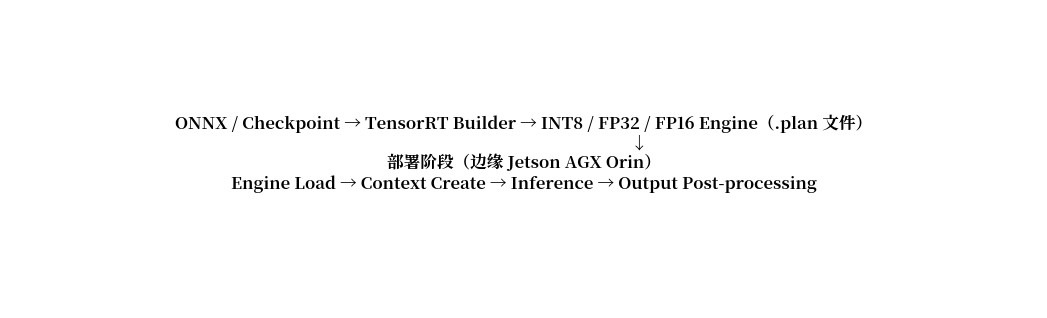 ONNX / Checkpoint → TensorRT Builder → INT8 / FP32 / FP16 Engine（.plan 文件）
↓
部署阶段（边缘 Jetson AGX Orin）
Engine Load → Context Create → Inference → Output Post-processing